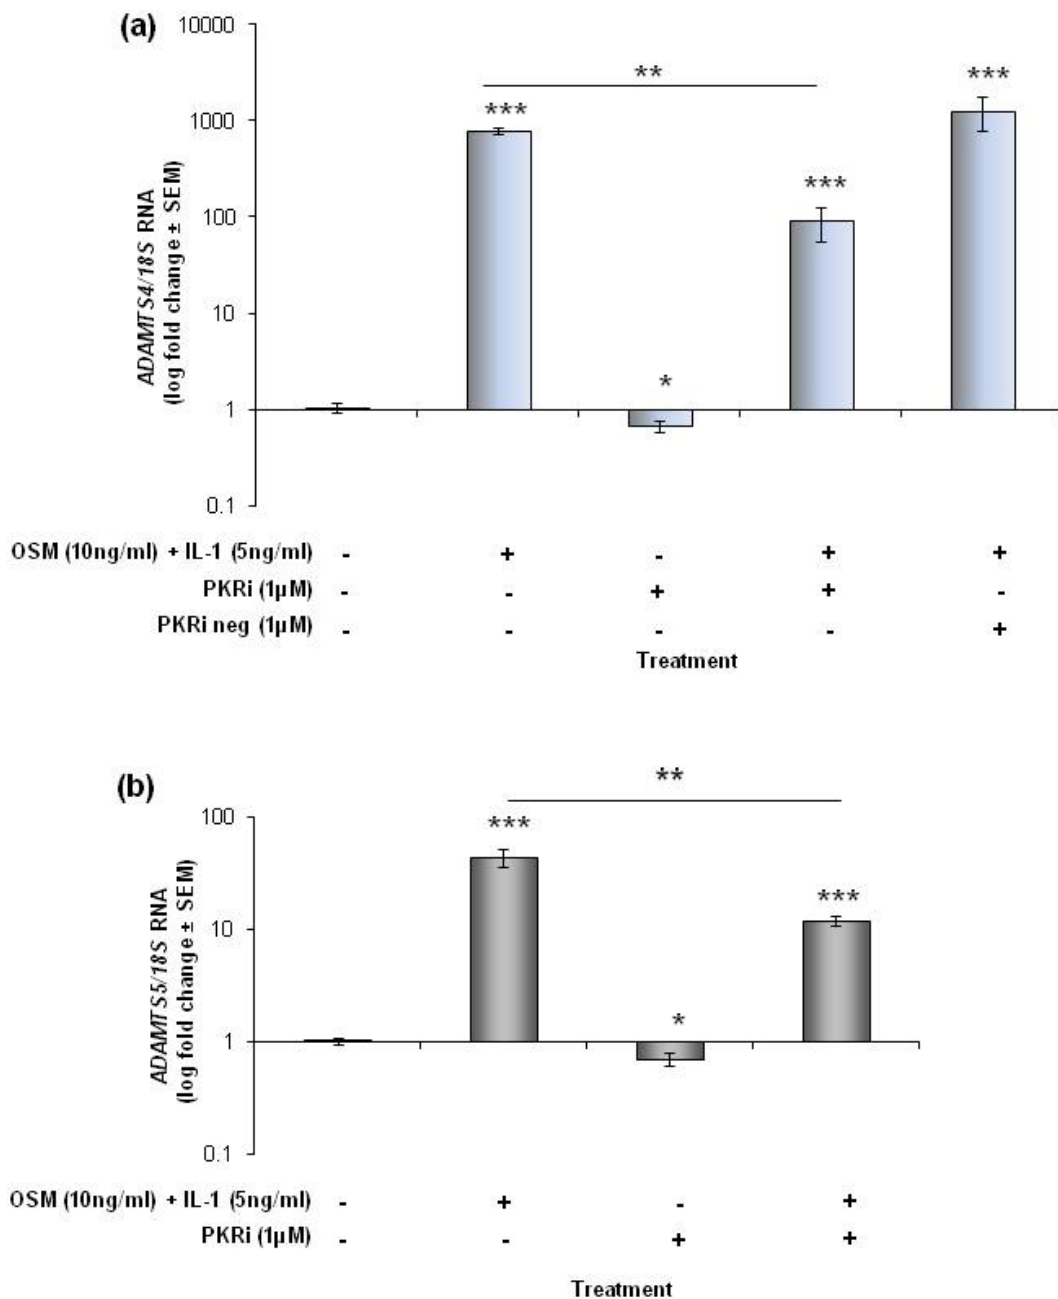 (a)
10000
1000
100
10
1
0.1
ADAMTS4/18S RNA
(log fold change ± SEM)
***
**
*
***
***
OSM (10ng/ml) + IL-1 (5ng/ml) - + - + +
PKRi (1µM) - - + + -
PKRi neg (1µM) - - - - +
Treatment
(b)
100
10
1
0.1
ADAMTS5/18S RNA
(log fold change ± SEM)
**
***
*
***
OSM (10ng/ml) + IL-1 (5ng/ml) - + - +
PKRi (1µM) - - + +
Treatment